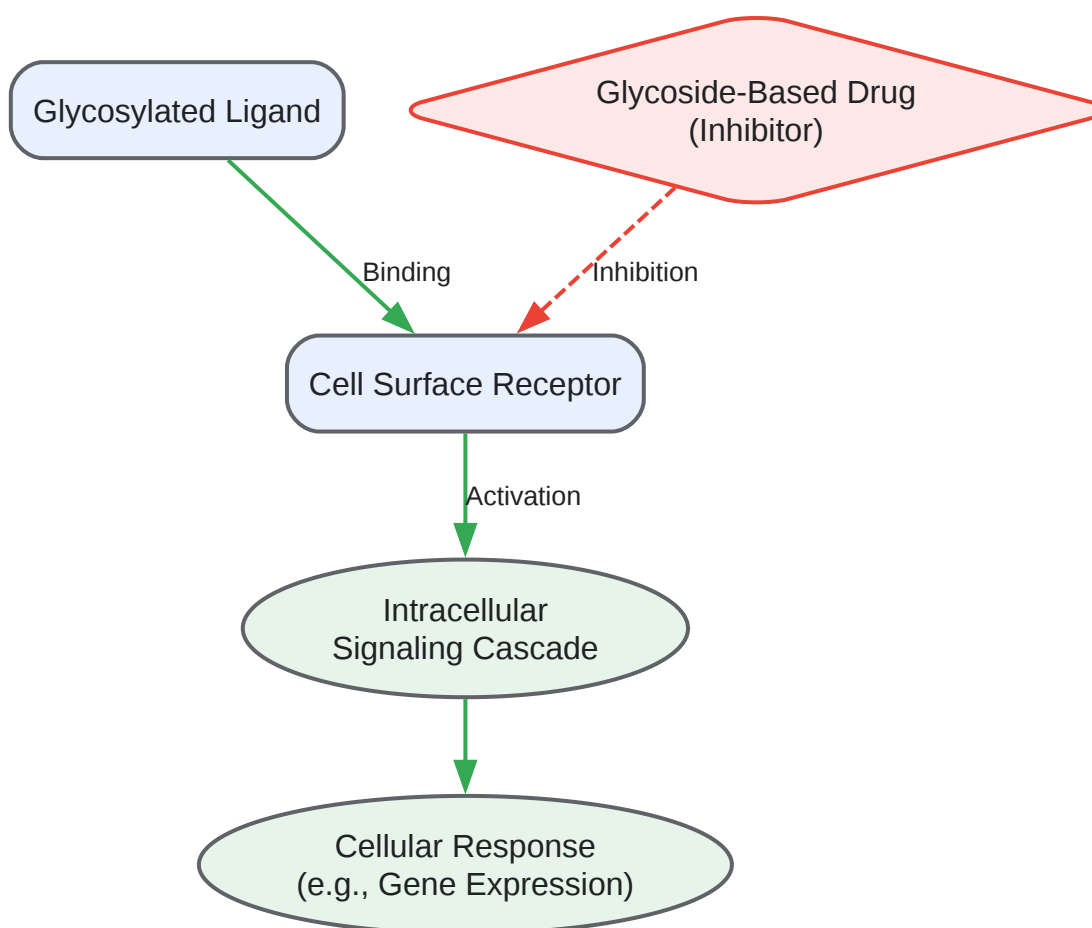 Glycosylated Ligand
Glycoside-Based Drug
(Inhibitor)
Binding
Inhibition
Cell Surface Receptor
Activation
Intracellular
Signaling Cascade
Cellular Response
(e.g., Gene Expression)